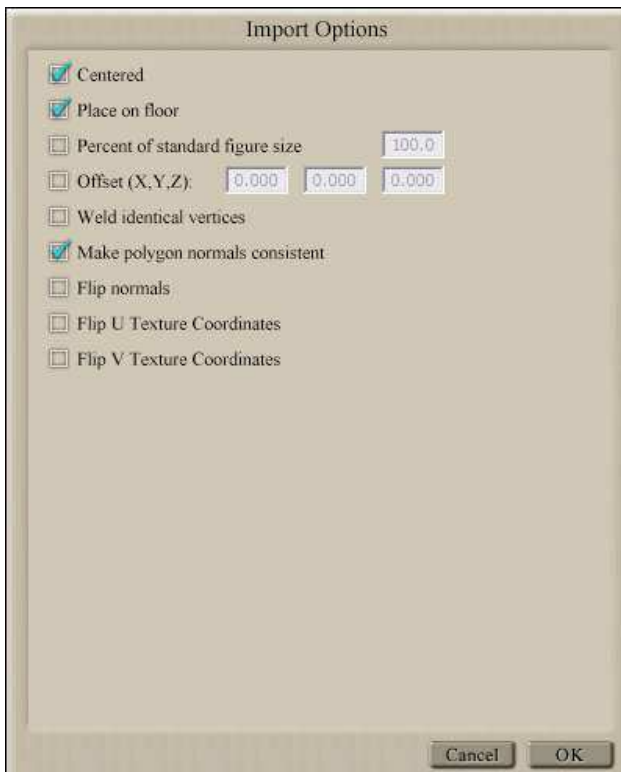 Import Options
Centered
Place on floor
Percent of standard figure size 100.0
Offset (X,Y,Z): 0.000 0.000 0.000
Weld identical vertices
Make polygon normals consistent
Flip normals
Flip U Texture Coordinates
Flip V Texture Coordinates
Cancel OK